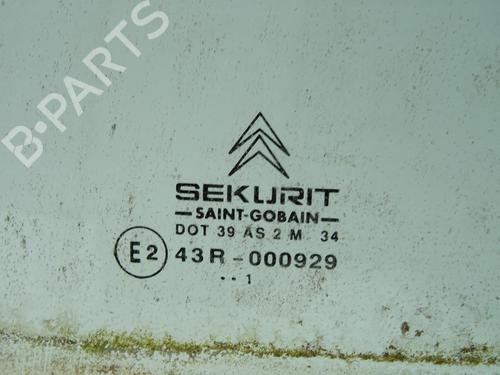 B-PARTS
SEKURIT
SAINT-GOBAIN
DOT 39 AS 2 M 34
E2 43R-000929
·· 1